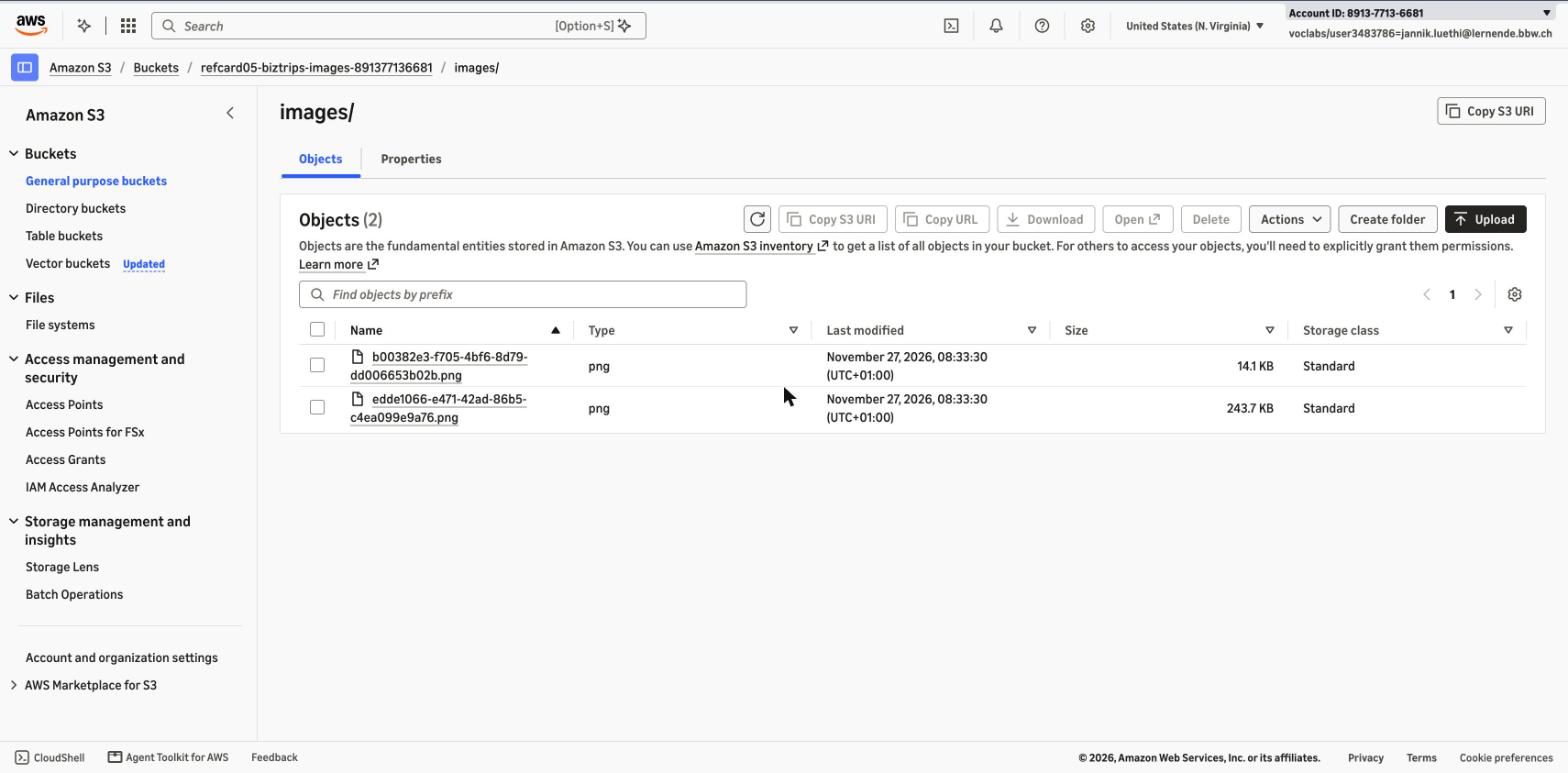 aws
Search
[Option+S]
United States (N. Virginia)
Account ID: 8913-7713-6681
voclabs/user3483786=jannik.luethi@lernende.bbw.ch
Amazon S3 / Buckets / refcard05-biztrips-images-891377136681 / images/
Amazon S3
Buckets
General purpose buckets
Directory buckets
Table buckets
Vector buckets Updated
Files
File systems
Access management and
security
Access Points
Access Points for FSx
Access Grants
IAM Access Analyzer
Storage management and
insights
Storage Lens
Batch Operations
Account and organization settings
AWS Marketplace for S3
images/
Copy S3 URI
Objects
Properties
Objects (2)
Copy S3 URI
Copy URL
Download
Open
Delete
Actions
Create folder
Upload
Objects are the fundamental entities stored in Amazon S3. You can use Amazon S3 inventory to get a list of all objects in your bucket. For others to access your objects, you'll need to explicitly grant them permissions.
Learn more
Find objects by prefix
1
Name Type Last modified Size Storage class
b00382e3-f705-4bf6-8d79-
dd006653b02b.png
png
November 27, 2026, 08:33:30
(UTC+01:00)
14.1 KB
Standard
edde1066-e471-42ad-86b5-
c4ea099e9a76.png
png
November 27, 2026, 08:33:30
(UTC+01:00)
243.7 KB
Standard
CloudShell
Agent Toolkit for AWS
Feedback
© 2026, Amazon Web Services, Inc. or its affiliates.
Privacy
Terms
Cookie preferences